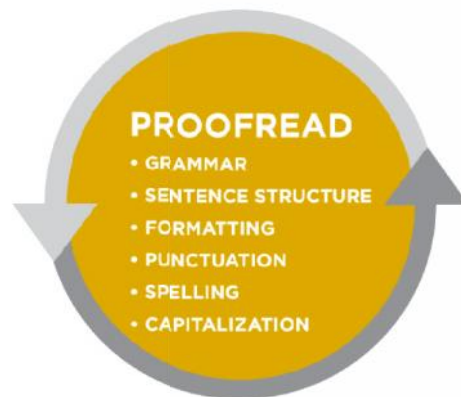 PROOFREAD
• GRAMMAR
• SENTENCE STRUCTURE
• FORMATTING
• PUNCTUATION
• SPELLING
• CAPITALIZATION